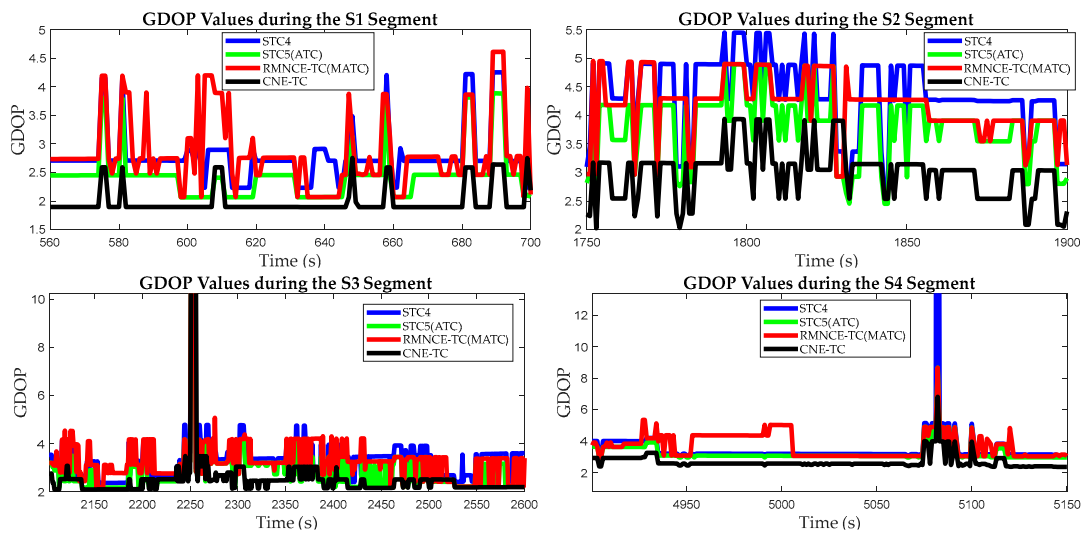 GDOP Values during the S1 Segment
5
4.5
4
3.5
3
2.5
2
1.5
GDOP
STC4
STC5(ATC)
RMNCE-TC(MATC)
CNE-TC
560 580 600 620 640 660 680 700
Time (s)
GDOP Values during the S2 Segment
5.5
5
4.5
4
3.5
3
2.5
2
GDOP
STC4
STC5(ATC)
RMNCE-TC(MATC)
CNE-TC
1750 1800 1850 1900
Time (s)
GDOP Values during the S3 Segment
10
8
6
4
2
GDOP
STC4
STC5(ATC)
RMNCE-TC(MATC)
CNE-TC
2150 2200 2250 2300 2350 2400 2450 2500 2550 2600
Time (s)
GDOP Values during the S4 Segment
12
10
8
6
4
2
GDOP
STC4
STC5(ATC)
RMNCE-TC(MATC)
CNE-TC
4950 5000 5050 5100 5150
Time (s)